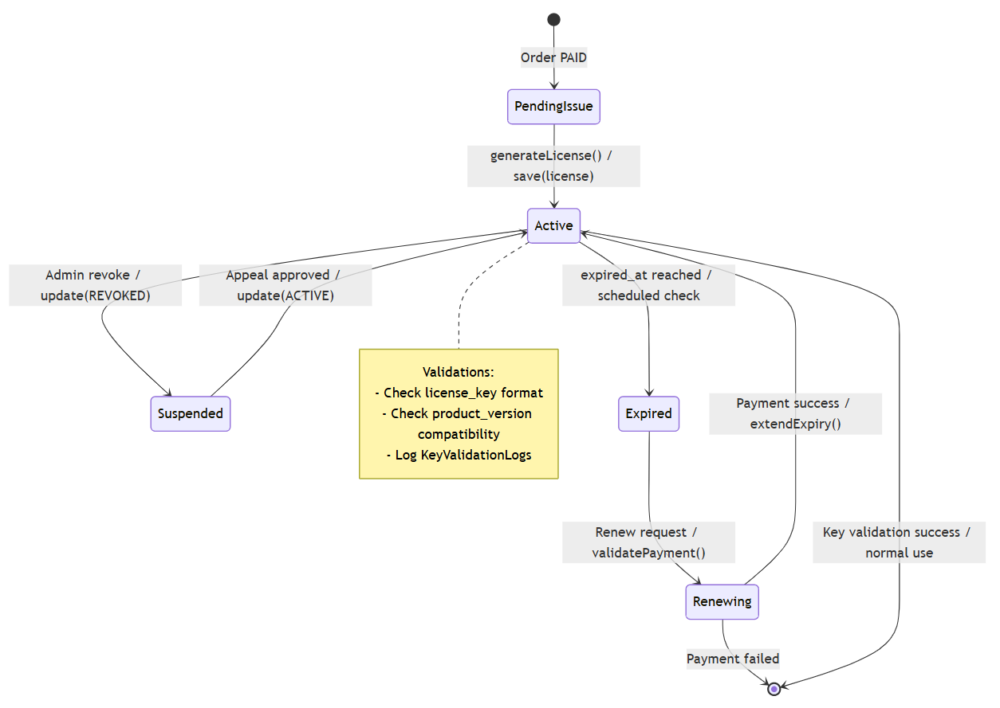 Order PAID
PendingIssue
generateLicense() /
save(license)
Active
Admin revoke /
update(REVOKED)
Appeal approved /
update(ACTIVE)
expired_at reached /
scheduled check
Validations:
- Check license_key format
- Check product_version
compatibility
- Log KeyValidationLogs
Suspended
Expired
Payment success /
extendExpiry()
Renew request /
validatePayment()
Key validation success /
normal use
Renewing
Payment failed